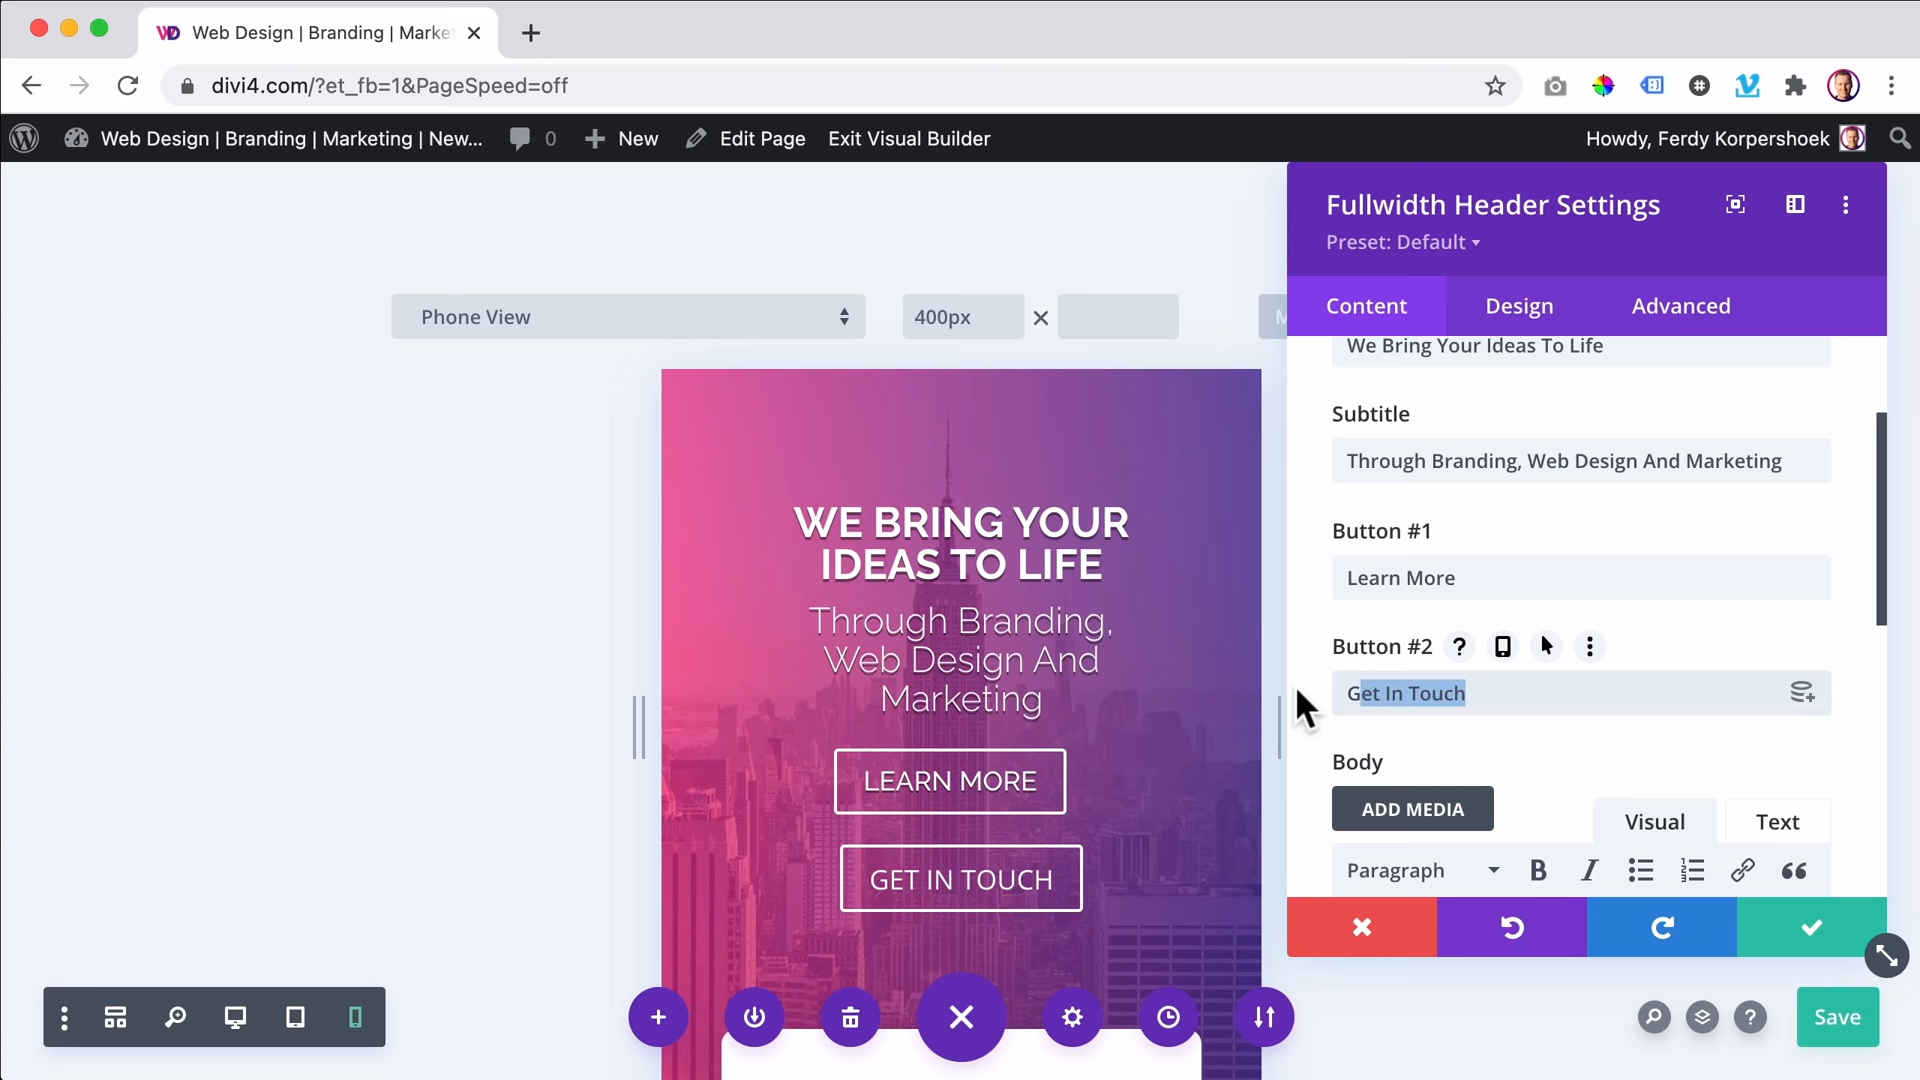 Web Design | Branding | Marke
divi4.com/?et_fb=1&PageSpeed=off
Web Design | Branding | Marketing | New...
0
New
Edit Page
Exit Visual Builder
Howdy, Ferdy Korpershoek
Fullwidth Header Settings
Preset: Default
Content
Design
Advanced
Phone View
400px
We Bring Your Ideas To Life
Subtitle
Through Branding, Web Design And Marketing
Button #1
Learn More
Button #2
Get In Touch
Body
ADD MEDIA
Visual
Text
Paragraph
WE BRING YOUR
IDEAS TO LIFE
Through Branding,
Web Design And
Marketing
LEARN MORE
GET IN TOUCH
Save